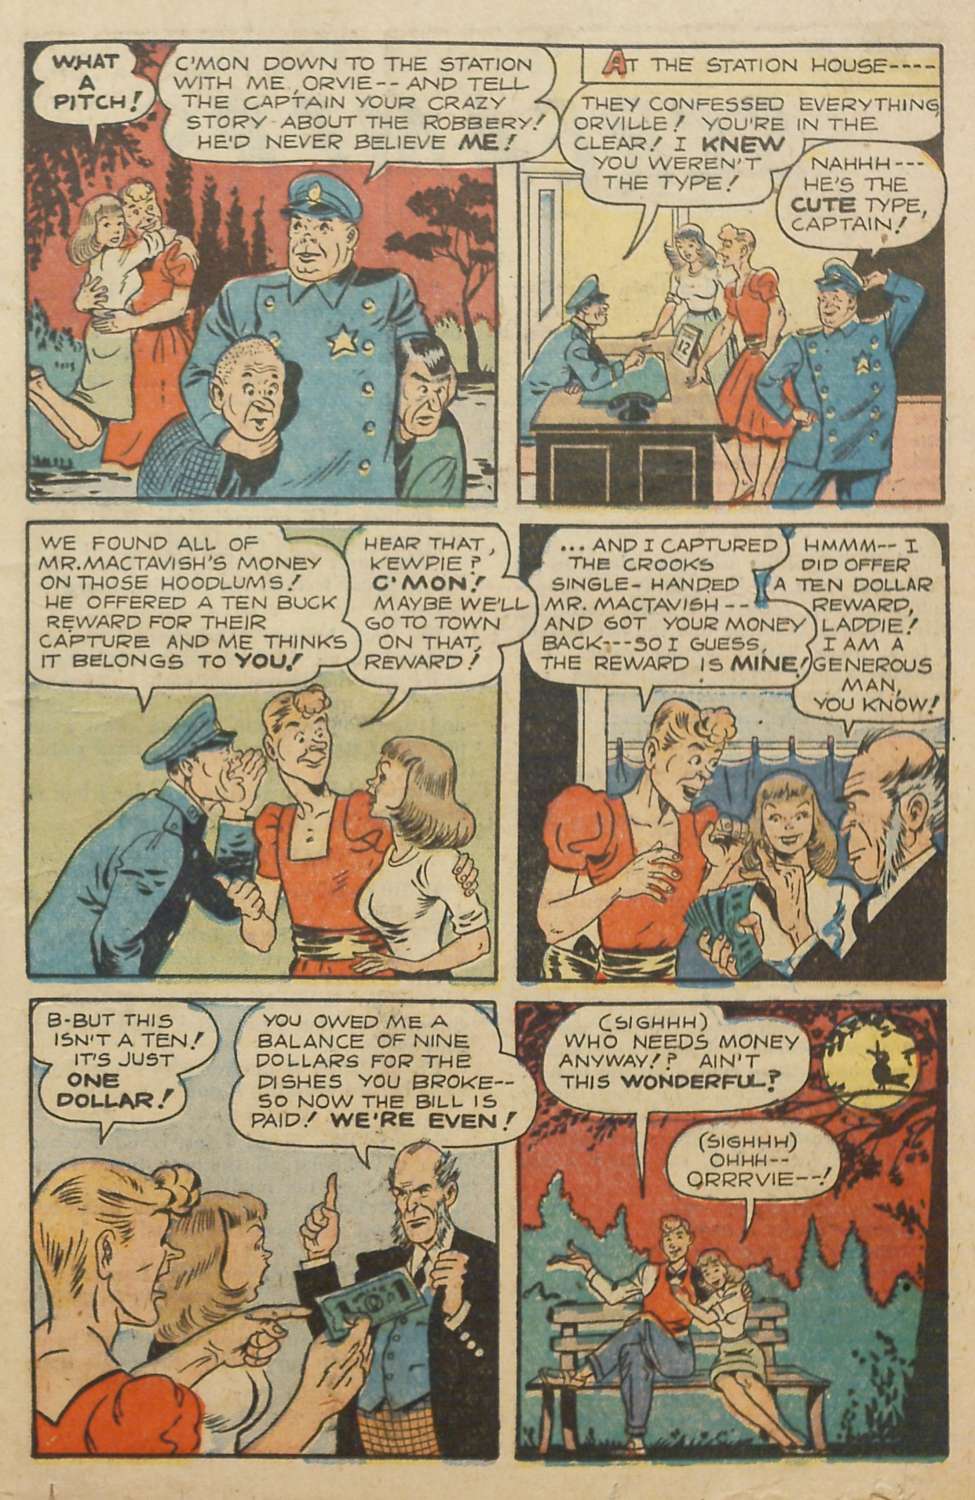 WHAT
A
PITCH!
C'MON DOWN TO THE STATION
WITH ME, ORVIE-- AND TELL
THE CAPTAIN YOUR CRAZY
STORY ABOUT THE ROBBERY!
HE'D NEVER BELIEVE ME!
AT THE STATION HOUSE----
THEY CONFESSED EVERYTHING,
ORVILLE! YOU'RE IN THE
CLEAR! I KNEW
YOU WEREN'T
THE TYPE!
NAHHH---
HE'S THE
CUTE TYPE,
CAPTAIN!
12
WE FOUND ALL OF
MR. MACTAVISH'S MONEY
ON THOSE HOODLUMS!
HE OFFERED A TEN BUCK
REWARD FOR THEIR
CAPTURE AND ME THINKS
IT BELONGS TO YOU!
HEAR THAT,
KEWPIE?
C'MON!
MAYBE WE'LL
GO TO TOWN
ON THAT
REWARD!
... AND I CAPTURED
THE CROOKS
SINGLE-HANDED
MR. MACTAVISH--
AND GOT YOUR MONEY
BACK---SO I GUESS,
THE REWARD IS MINE!
HMMM-- I
DID OFFER
A TEN DOLLAR
REWARD,
LADDIE!
I AM A
GENEROUS
MAN,
YOU KNOW!
B-BUT THIS
ISN'T A TEN!
IT'S JUST
ONE
DOLLAR!
YOU OWED ME A
BALANCE OF NINE
DOLLARS FOR THE
DISHES YOU BROKE--
SO NOW THE BILL IS
PAID! WE'RE EVEN!
(SIGHHH)
WHO NEEDS MONEY
ANYWAY!? AIN'T
THIS WONDERFUL?
(SIGHHH)
OHHH--
ORRRVIE--!